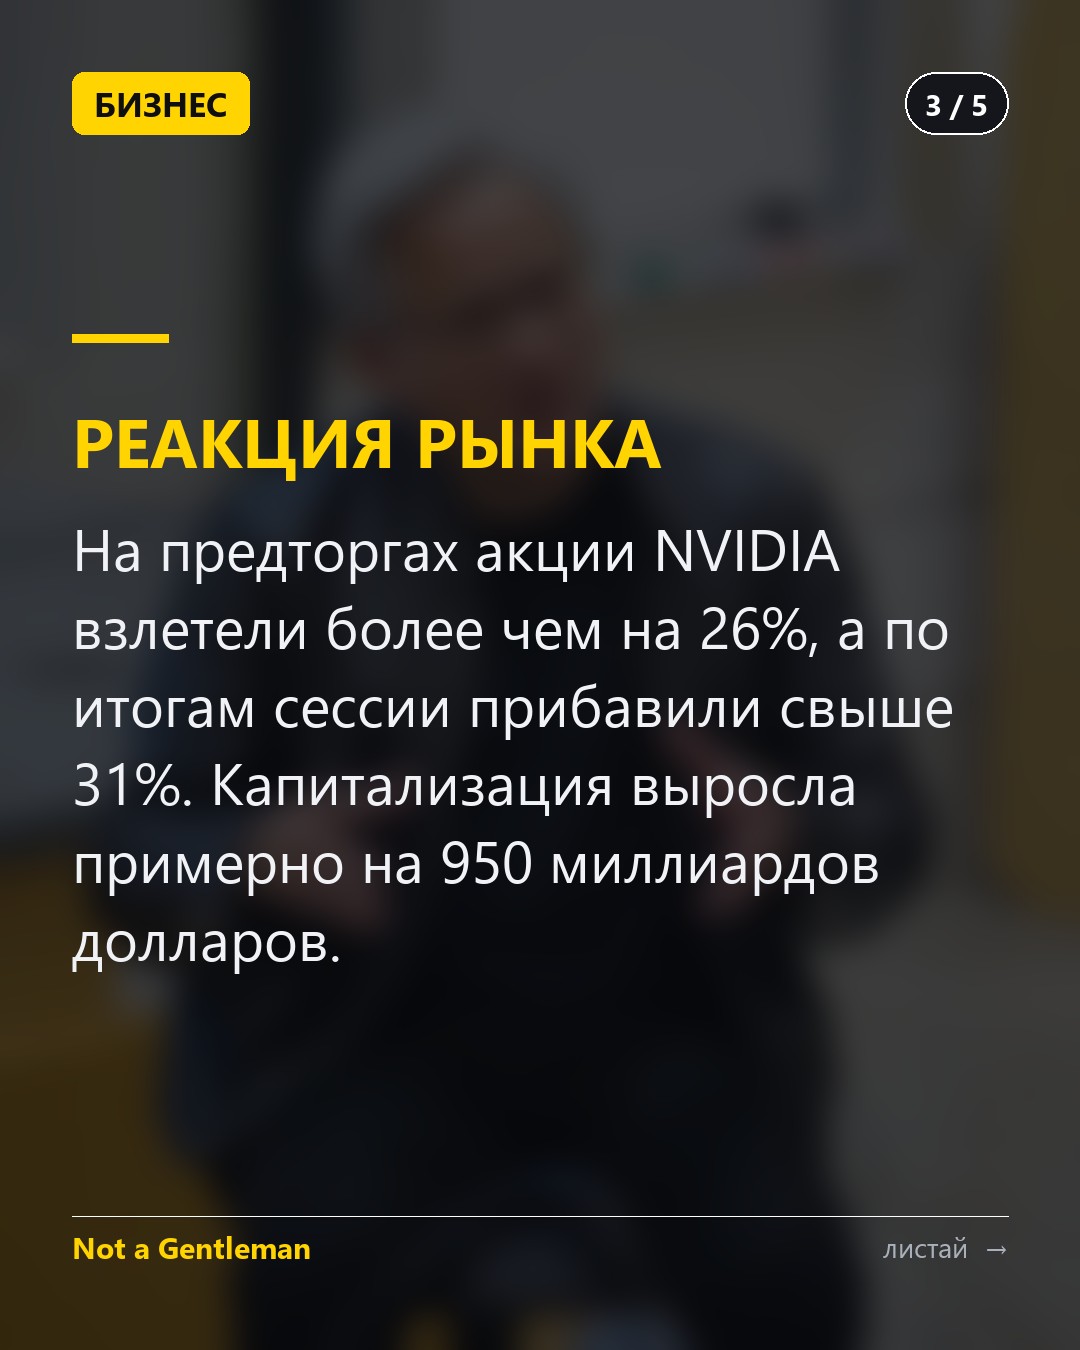 БИЗНЕС
3 / 5
РЕАКЦИЯ РЫНКА
На предторгах акции NVIDIA
взлетели более чем на 26%, а по
итогам сессии прибавили свыше
31%. Капитализация выросла
примерно на 950 миллиардов
долларов.
Not a Gentleman
листай →